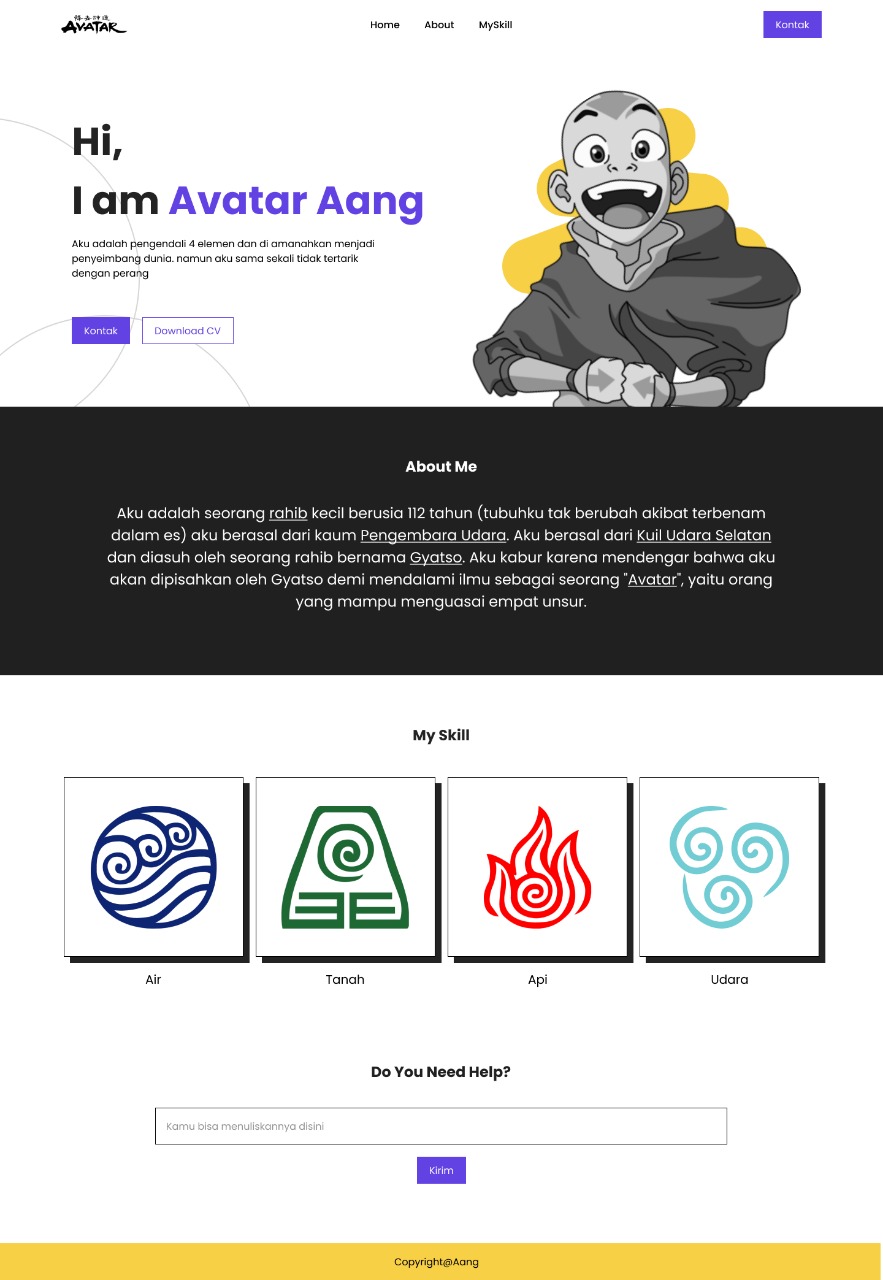 AVATAR
Home
About
MySkill
Kontak
Hi,
I am Avatar Aang
Aku adalah pengendali 4 elemen dan di amanahkan menjadi
penyeimbang dunia. namun aku sama sekali tidak tertarik
dengan perang
Kontak
Download CV
About Me
Aku adalah seorang rahib kecil berusia 112 tahun (tubuhku tak berubah akibat terbenam
dalam es) aku berasal dari kaum Pengembara Udara. Aku berasal dari Kuil Udara Selatan
dan diasuh oleh seorang rahib bernama Gyatso. Aku kabur karena mendengar bahwa aku
akan dipisahkan oleh Gyatso demi mendalami ilmu sebagai seorang "Avatar", yaitu orang
yang mampu menguasai empat unsur.
My Skill
Air
Tanah
Api
Udara
Do You Need Help?
Kamu bisa menuliskannya disini
Kirim
Copyright@Aang